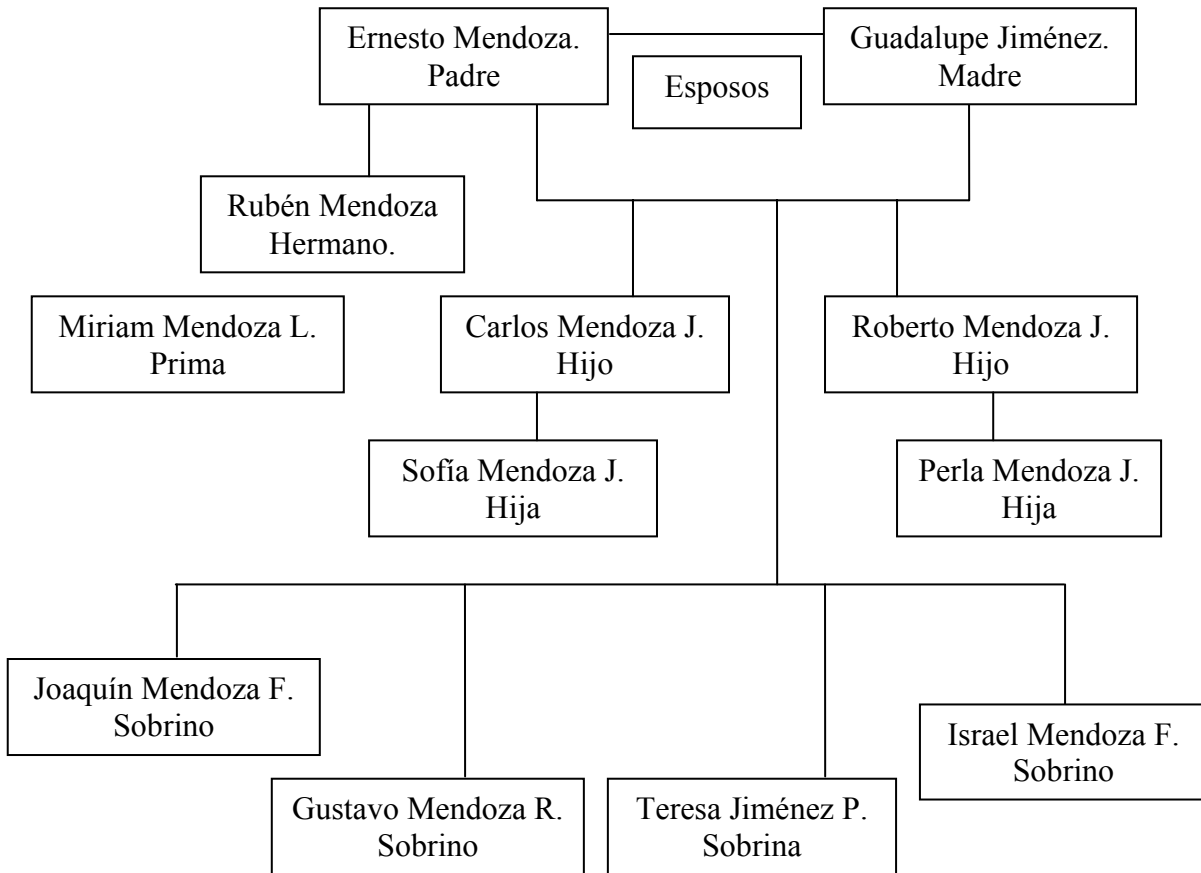 Ernesto Mendoza.
Padre
Esposos
Guadalupe Jiménez.
Madre
Rubén Mendoza
Hermano.
Miriam Mendoza L.
Prima
Carlos Mendoza J.
Hijo
Roberto Mendoza J.
Hijo
Sofía Mendoza J.
Hija
Perla Mendoza J.
Hija
Joaquín Mendoza F.
Sobrino
Gustavo Mendoza R.
Sobrino
Teresa Jiménez P.
Sobrina
Israel Mendoza F.
Sobrino